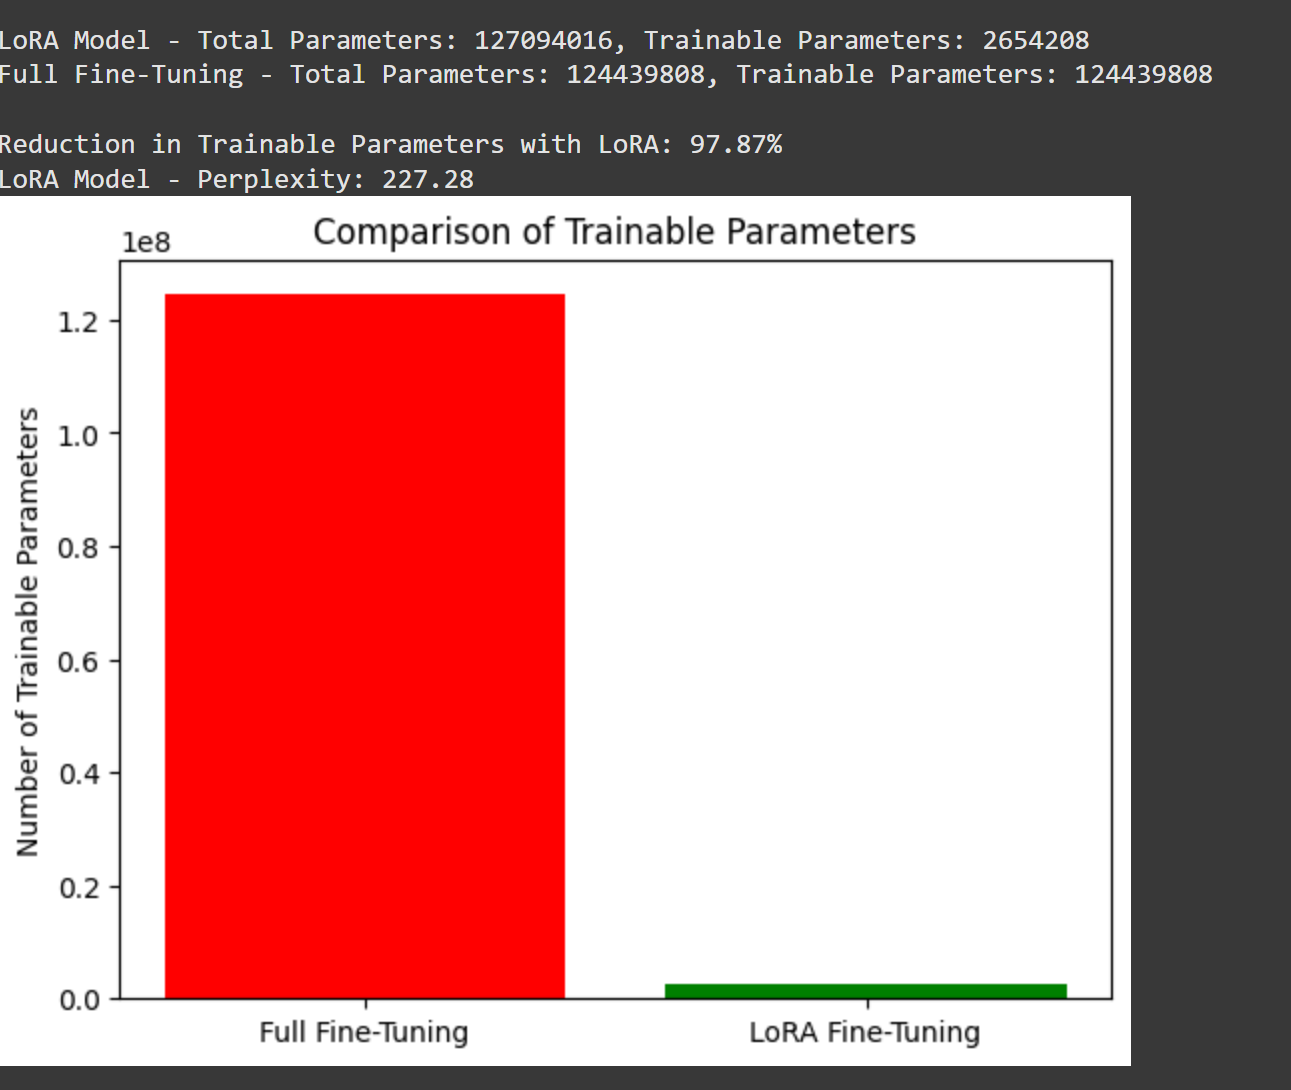 LoRA Model - Total Parameters: 127094016, Trainable Parameters: 2654208
Full Fine-Tuning - Total Parameters: 124439808, Trainable Parameters: 124439808
Reduction in Trainable Parameters with LoRA: 97.87%
LoRA Model - Perplexity: 227.28
Comparison of Trainable Parameters
1e8
1.2
1.0
0.8
0.6
0.4
0.2
0.0
Number of Trainable Parameters
Full Fine-Tuning
LoRA Fine-Tuning